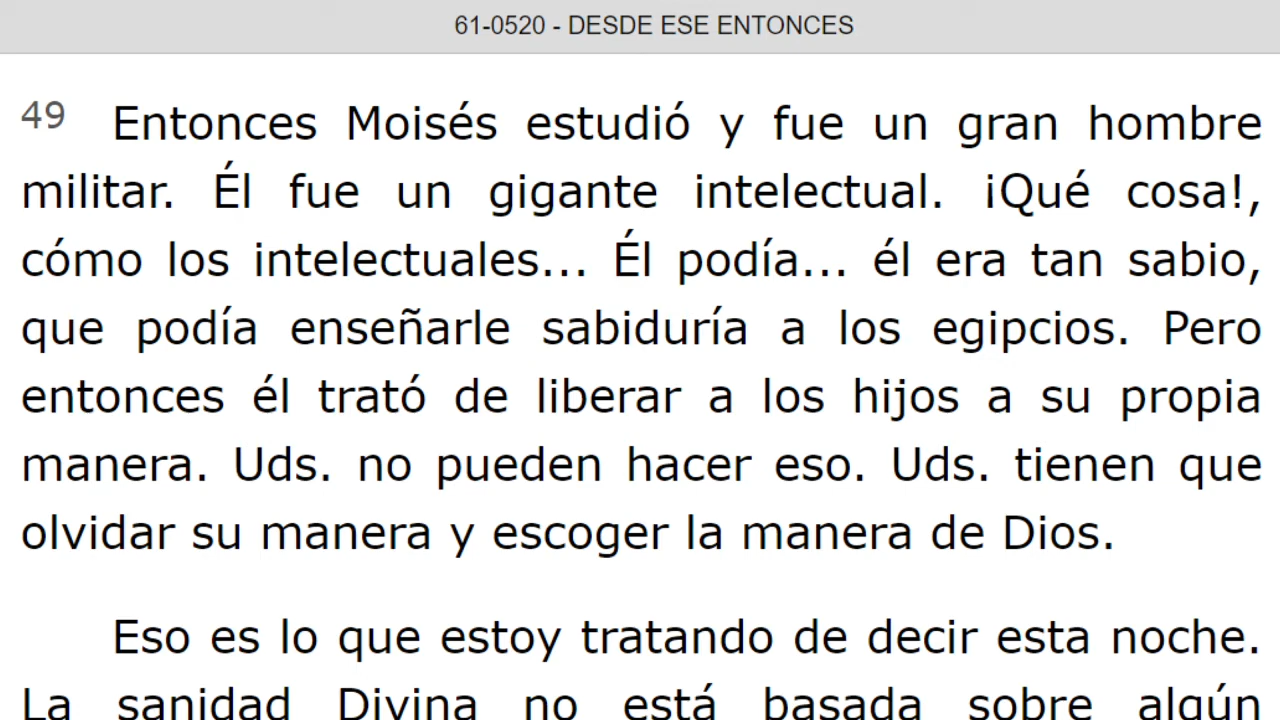 61-0520 - DESDE ESE ENTONCES
49 Entonces Moisés estudió y fue un gran hombre
militar. Él fue un gigante intelectual. ¡Qué cosa!,
cómo los intelectuales... Él podía... él era tan sabio,
que podía enseñarle sabiduría a los egipcios. Pero
entonces él trató de liberar a los hijos a su propia
manera. Uds. no pueden hacer eso. Uds. tienen que
olvidar su manera y escoger la manera de Dios.
Eso es lo que estoy tratando de decir esta noche.
La sanidad Divina no está basada sobre algún